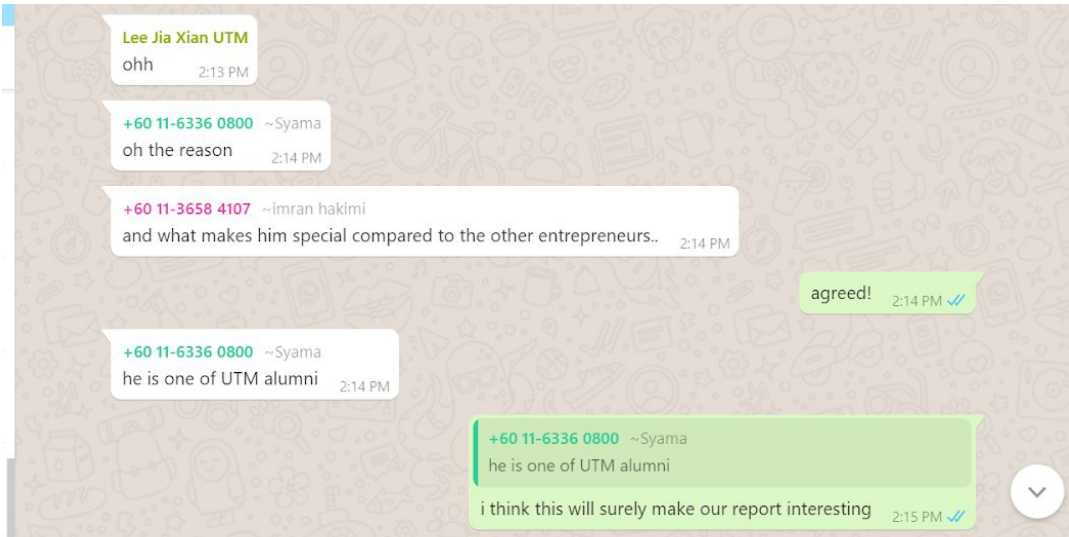 Lee Jia Xian UTM
ohh 2:13 PM
+60 11-6336 0800 ~Syama
oh the reason 2:14 PM
+60 11-3658 4107 ~imran hakimi
and what makes him special compared to the other entrepreneurs.. 2:14 PM
agreed! 2:14 PM
+60 11-6336 0800 ~Syama
he is one of UTM alumni 2:14 PM
+60 11-6336 0800 ~Syama
he is one of UTM alumni
i think this will surely make our report interesting 2:15 PM